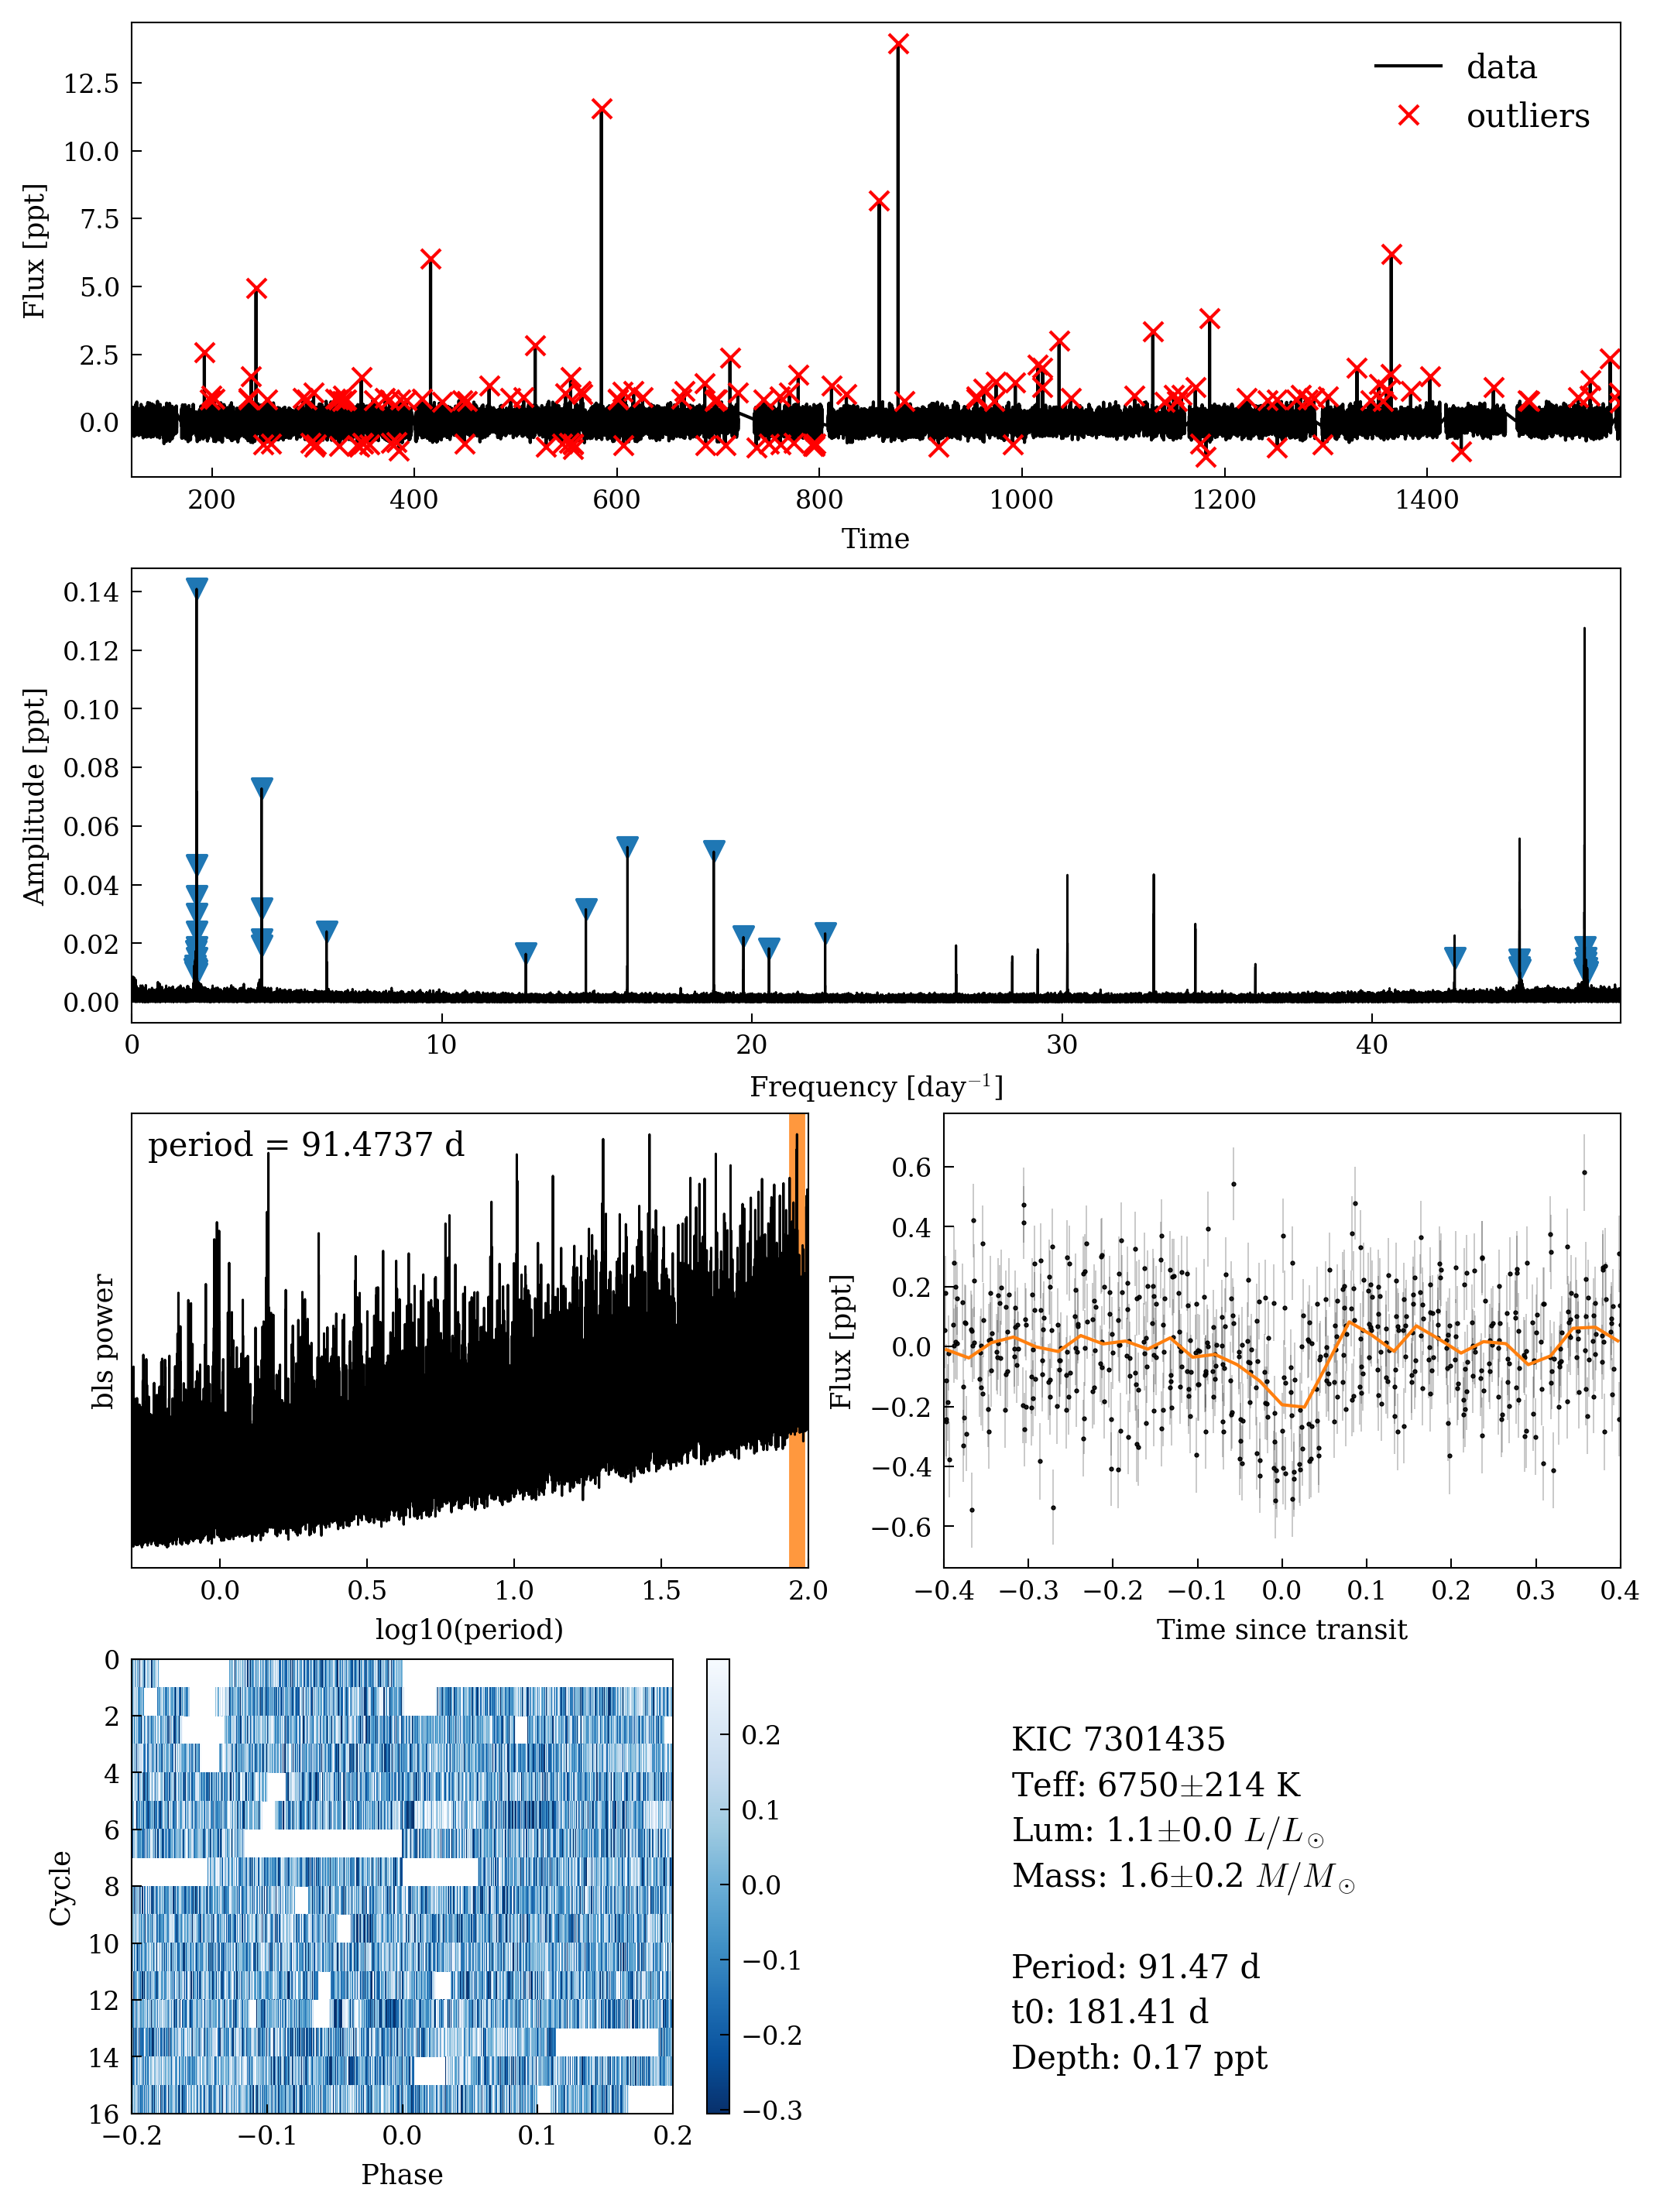 12.5
10.0
7.5
5.0
2.5
0.0
Flux [ppt]
data
outliers
200 400 600 800 1000 1200 1400
Time
0.14
0.12
0.10
0.08
0.06
0.04
0.02
0.00
Amplitude [ppt]
0 10 20 30 40
Frequency [day⁻¹]
period = 91.4737 d
bls power
0.0 0.5 1.0 1.5 2.0
log10(period)
0.6
0.4
0.2
0.0
−0.2
−0.4
−0.6
Flux [ppt]
−0.4 −0.3 −0.2 −0.1 0.0 0.1 0.2 0.3 0.4
Time since transit
0
2
4
6
8
10
12
14
16
Cycle
−0.2 −0.1 0.0 0.1 0.2
Phase
0.2
0.1
0.0
−0.1
−0.2
−0.3
KIC 7301435
Teff: 6750±214 K
Lum: 1.1±0.0 L/L☉
Mass: 1.6±0.2 M/M☉
Period: 91.47 d
t0: 181.41 d
Depth: 0.17 ppt